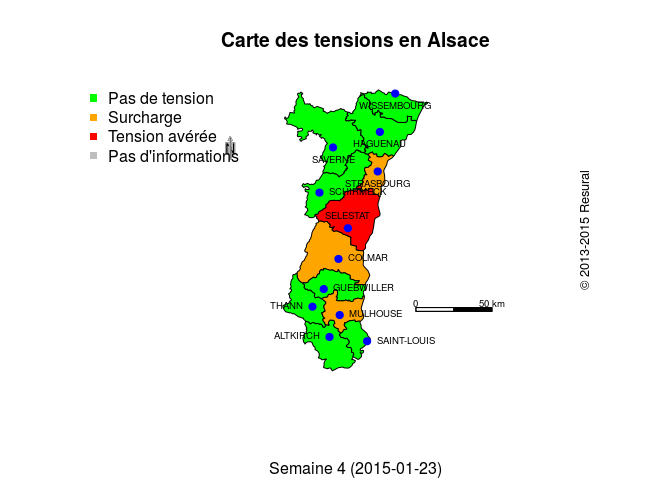 Carte des tensions en Alsace
Pas de tension
Surcharge
Tension avérée
Pas d'informations
WISSEMBOURG
HAGUENAU
SAVERNE
STRASBOURG
SCHIRMECK
SELESTAT
COLMAR
GUEBWILLER
THANN
MULHOUSE
ALTKIRCH
SAINT-LOUIS
0 50 km
© 2013-2015 Resural
Semaine 4 (2015-01-23)